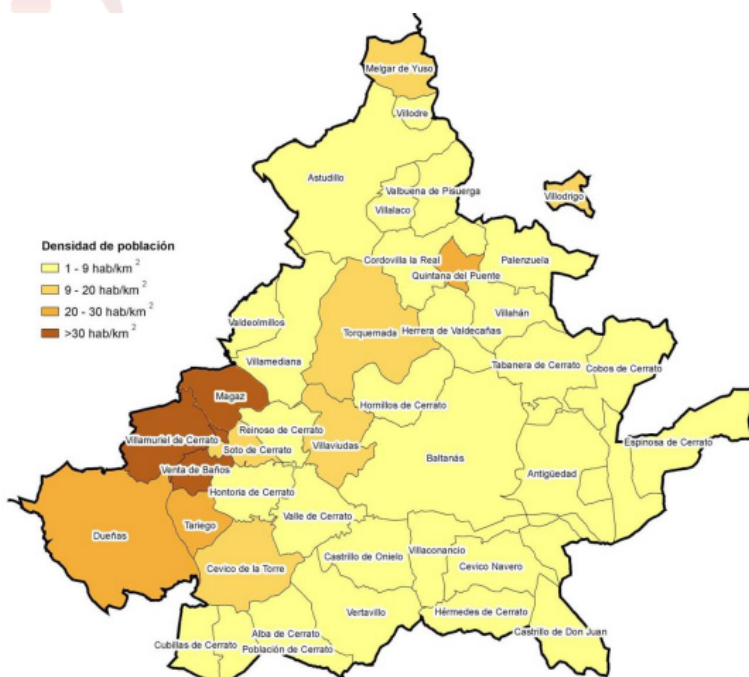 Melgar de Yuso
Villodre
Astudillo
Valbuena de Pisuerga
Villodrigo
Villalaco
Densidad de población
1 - 9 hab/km 2
9 - 20 hab/km 2
20 - 30 hab/km 2
>30 hab/km 2
Cordovilla la Real
Palenzuela
Quintana del Puente
Villahán
Valdeolmillos
Torquemada
Herrera de Valdecañas
Villamediana
Tabanera de Cerrato
Cobos de Cerrato
Magaz
Hornillos de Cerrato
Reinoso de Cerrato
Villamuriel de Cerrato
Villaviudas
Espinosa de Cerrato
Soto de Cerrato
Baltanás
Venta de Baños
Antigüedad
Hontoria de Cerrato
Valle de Cerrato
Tariego
Dueñas
Castrillo de Onielo
Villaconancio
Cevico de la Torre
Cevico Navero
Vertavillo
Hérmedes de Cerrato
Alba de Cerrato
Castrillo de Don Juan
Cubillas de Cerrato
Población de Cerrato